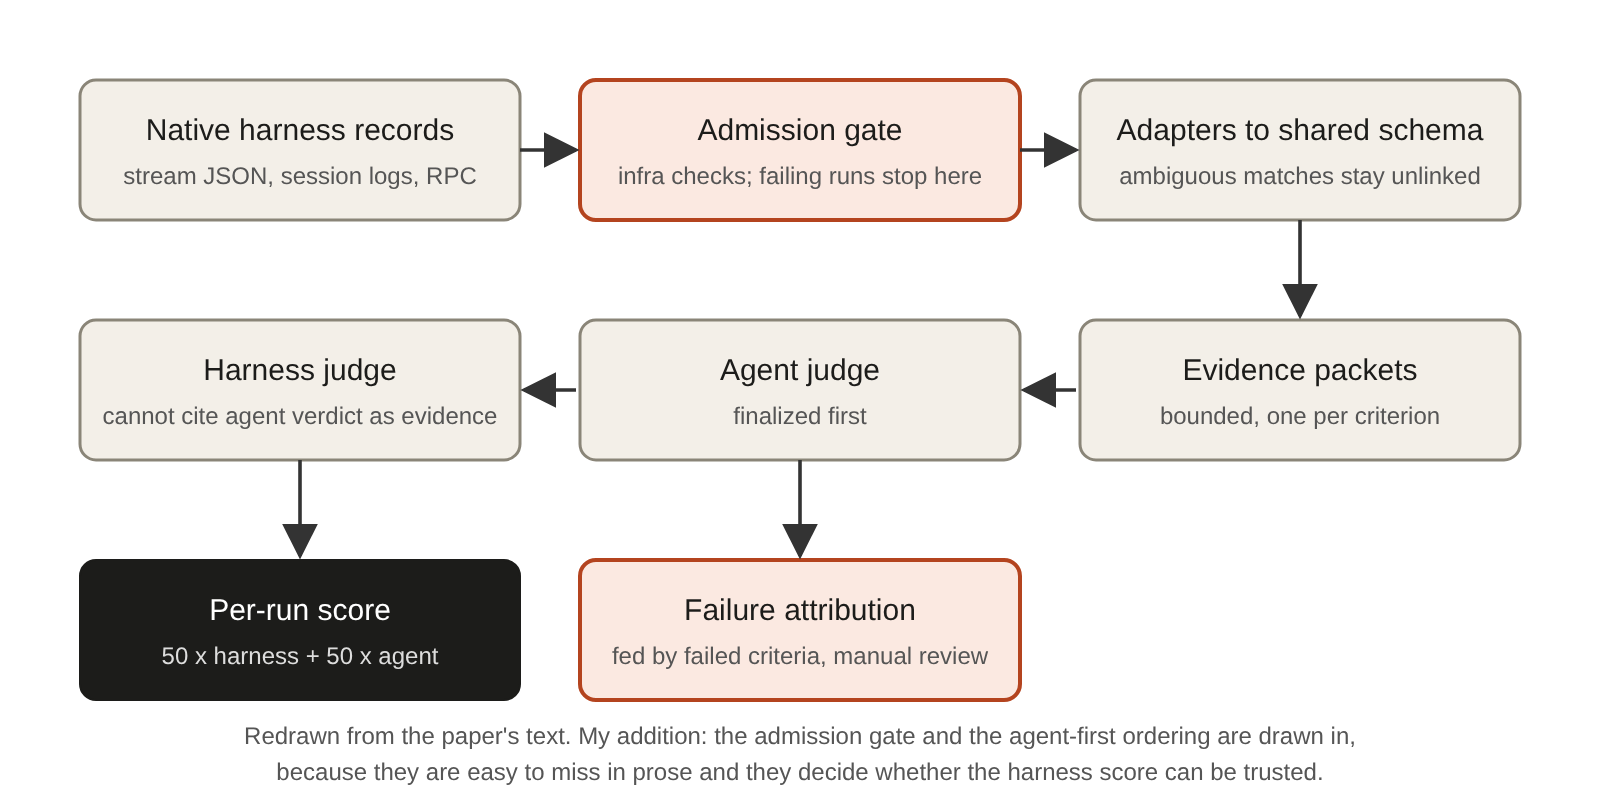 Native harness records
stream JSON, session logs, RPC
Admission gate
infra checks; failing runs stop here
Adapters to shared schema
ambiguous matches stay unlinked
Harness judge
cannot cite agent verdict as evidence
Agent judge
finalized first
Evidence packets
bounded, one per criterion
Per-run score
50 x harness + 50 x agent
Failure attribution
fed by failed criteria, manual review
Redrawn from the paper's text. My addition: the admission gate and the agent-first ordering are drawn in,
because they are easy to miss in prose and they decide whether the harness score can be trusted.